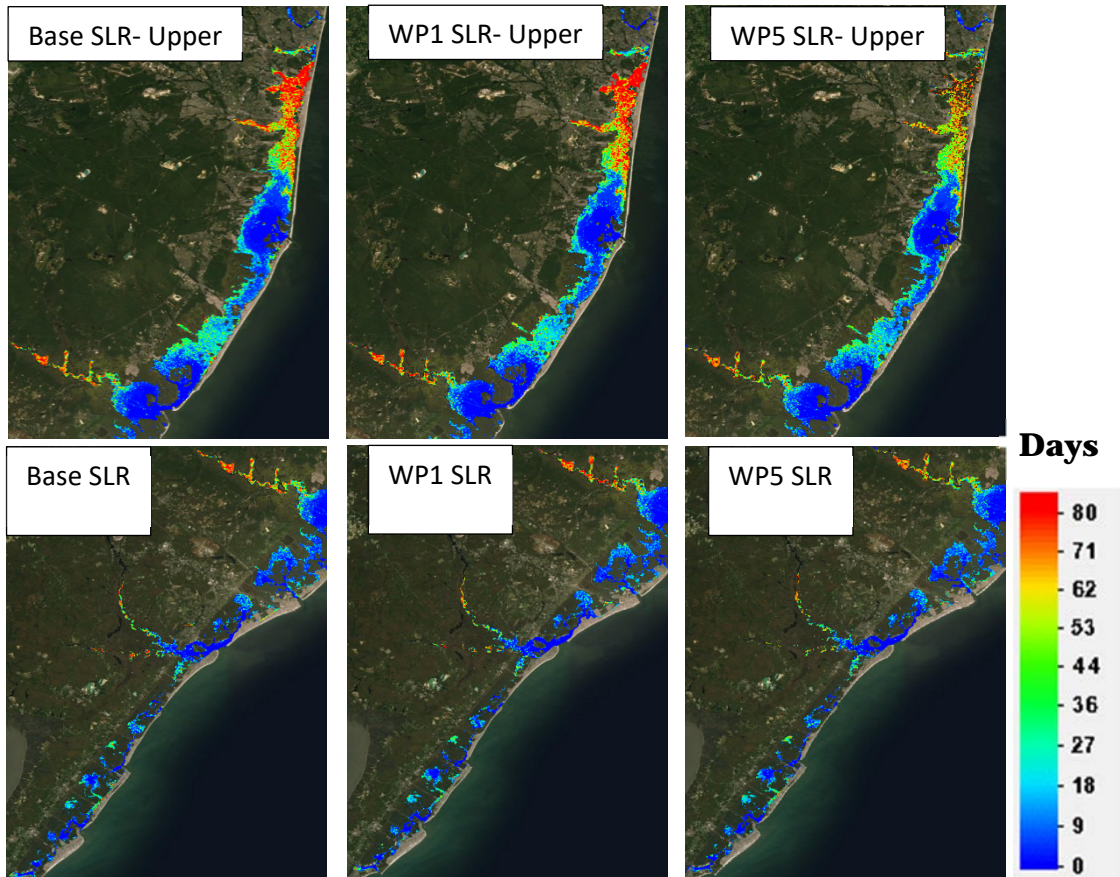 Base SLR- Upper
WP1 SLR- Upper
WP5 SLR- Upper
Base SLR
WP1 SLR
WP5 SLR
Days
80
71
62
53
44
36
27
18
9
0